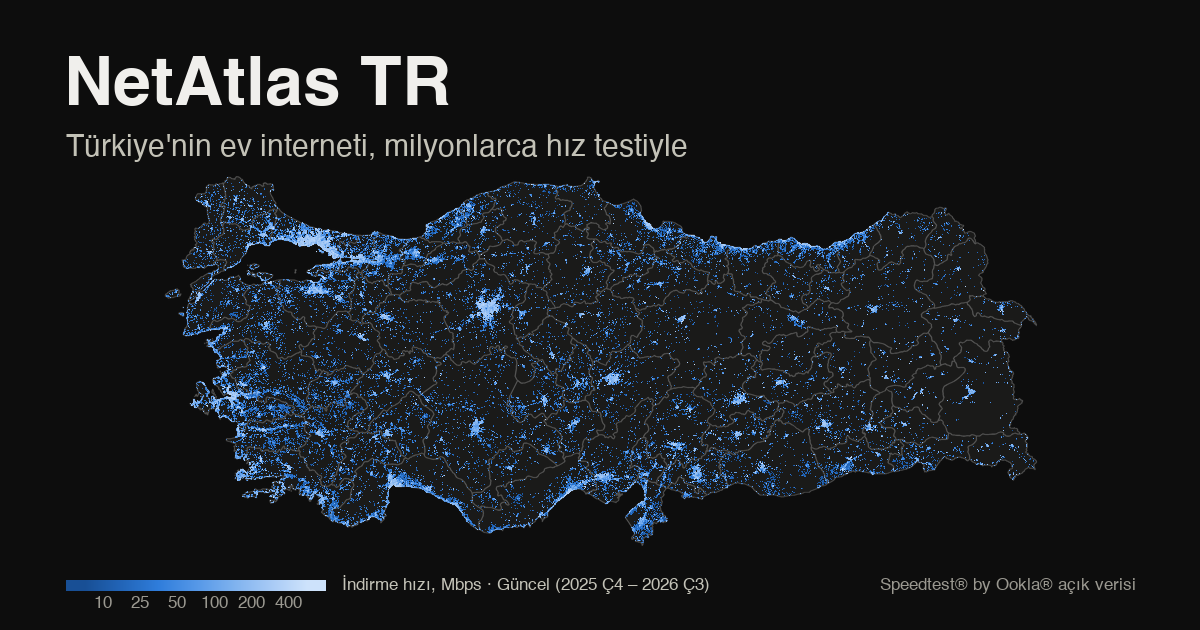 NetAtlas TR
Türkiye'nin ev interneti, milyonlarca hız testiyle
İndirme hızı, Mbps · Güncel (2025 Ç4 – 2026 Ç3)
Speedtest® by Ookla® açık verisi
10 25 50 100 200 400